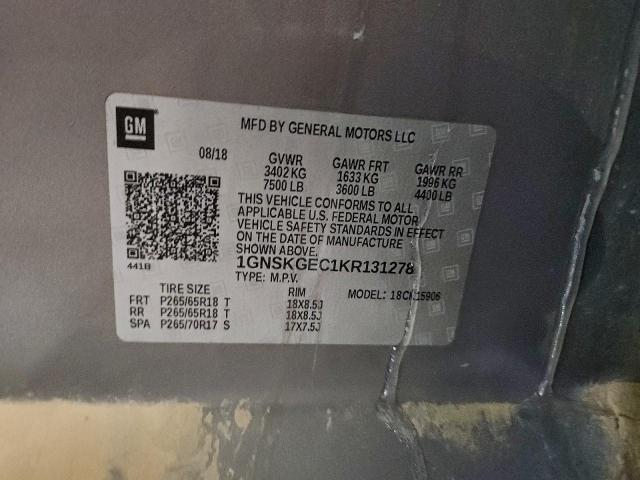 GM
MFD BY GENERAL MOTORS LLC
08/18 GVWR GAWR FRT GAWR RR
3402 KG 1633 KG 1996 KG
7500 LB 3600 LB 4400 LB
THIS VEHICLE CONFORMS TO ALL
APPLICABLE U.S. FEDERAL MOTOR
VEHICLE SAFETY STANDARDS IN EFFECT
ON THE DATE OF MANUFACTURE
SHOWN ABOVE.
441B 1GNSKGEC1KR131278
TYPE: M.P.V.
TIRE SIZE RIM MODEL: 18CK15906
FRT P265/65R18 T 18X8.5J
RR P265/65R18 T 18X8.5J
SPA P265/70R17 S 17X7.5J